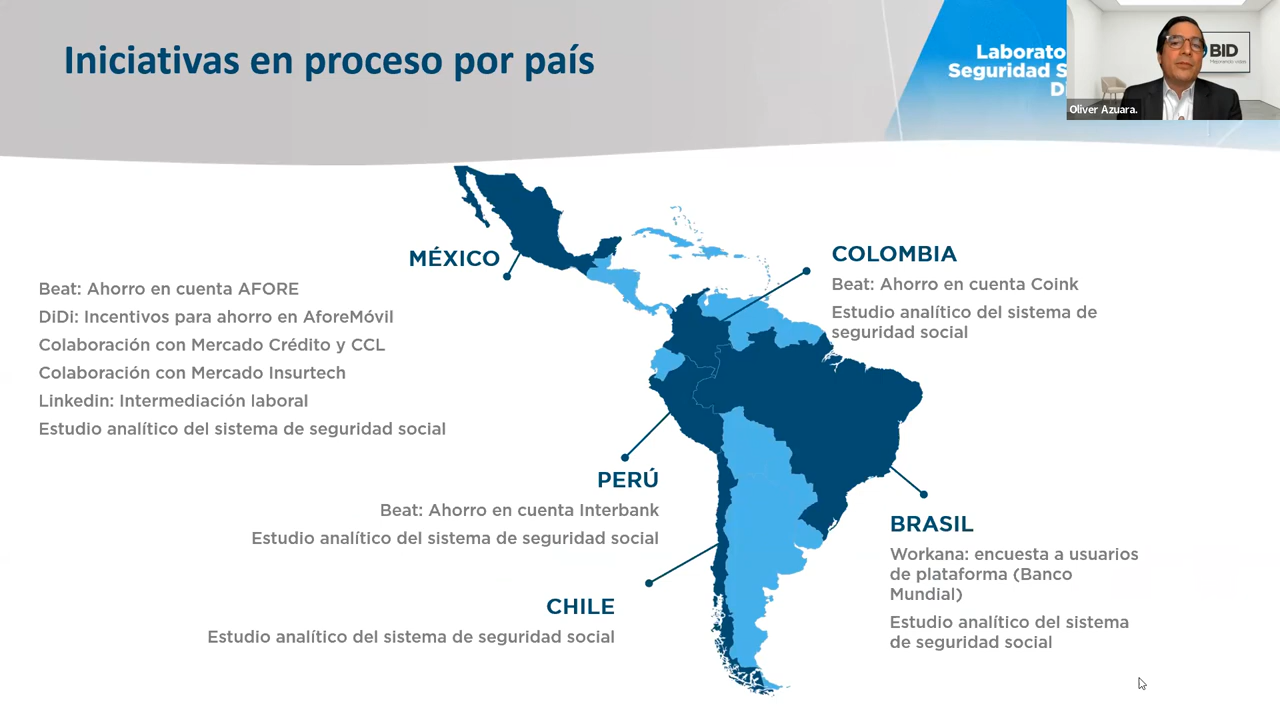 Iniciativas en proceso por país
Laborato
Seguridad S
D
BID
Mejorando vidas
Oliver Azuara.
MÉXICO
Beat: Ahorro en cuenta AFORE
DiDi: Incentivos para ahorro en AforeMóvil
Colaboración con Mercado Crédito y CCL
Colaboración con Mercado Insurtech
Linkedin: Intermediación laboral
Estudio analítico del sistema de seguridad social
COLOMBIA
Beat: Ahorro en cuenta Coink
Estudio analítico del sistema de
seguridad social
PERÚ
Beat: Ahorro en cuenta Interbank
Estudio analítico del sistema de seguridad social
CHILE
Estudio analítico del sistema de seguridad social
BRASIL
Workana: encuesta a usuarios
de plataforma (Banco
Mundial)
Estudio analítico del sistema
de seguridad social